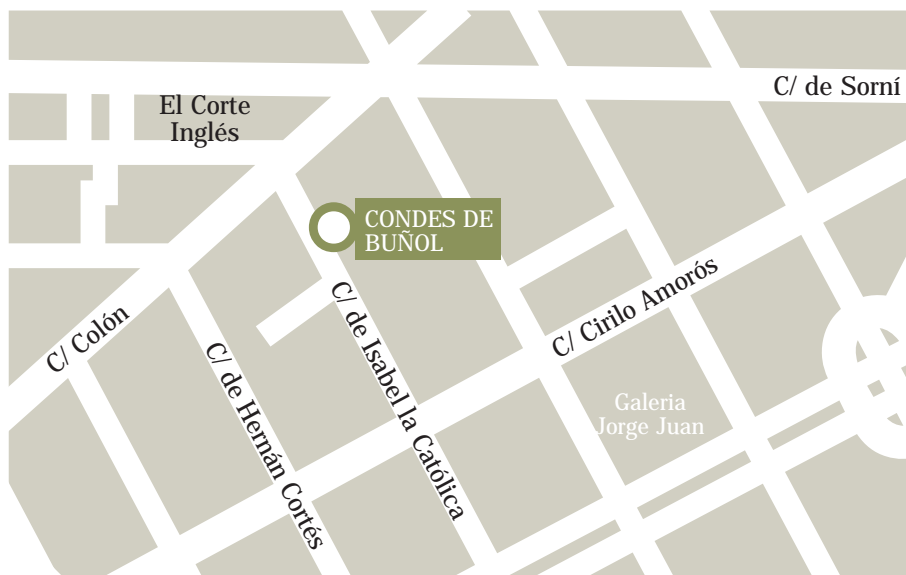 C/ de Sorní
El Corte
Inglés
CONDES DE
BUÑOL
C/ Colón
C/ de Hernán Cortés
C/ de Isabel la Católica
C/ Cirilo Amorós
Galeria
Jorge Juan